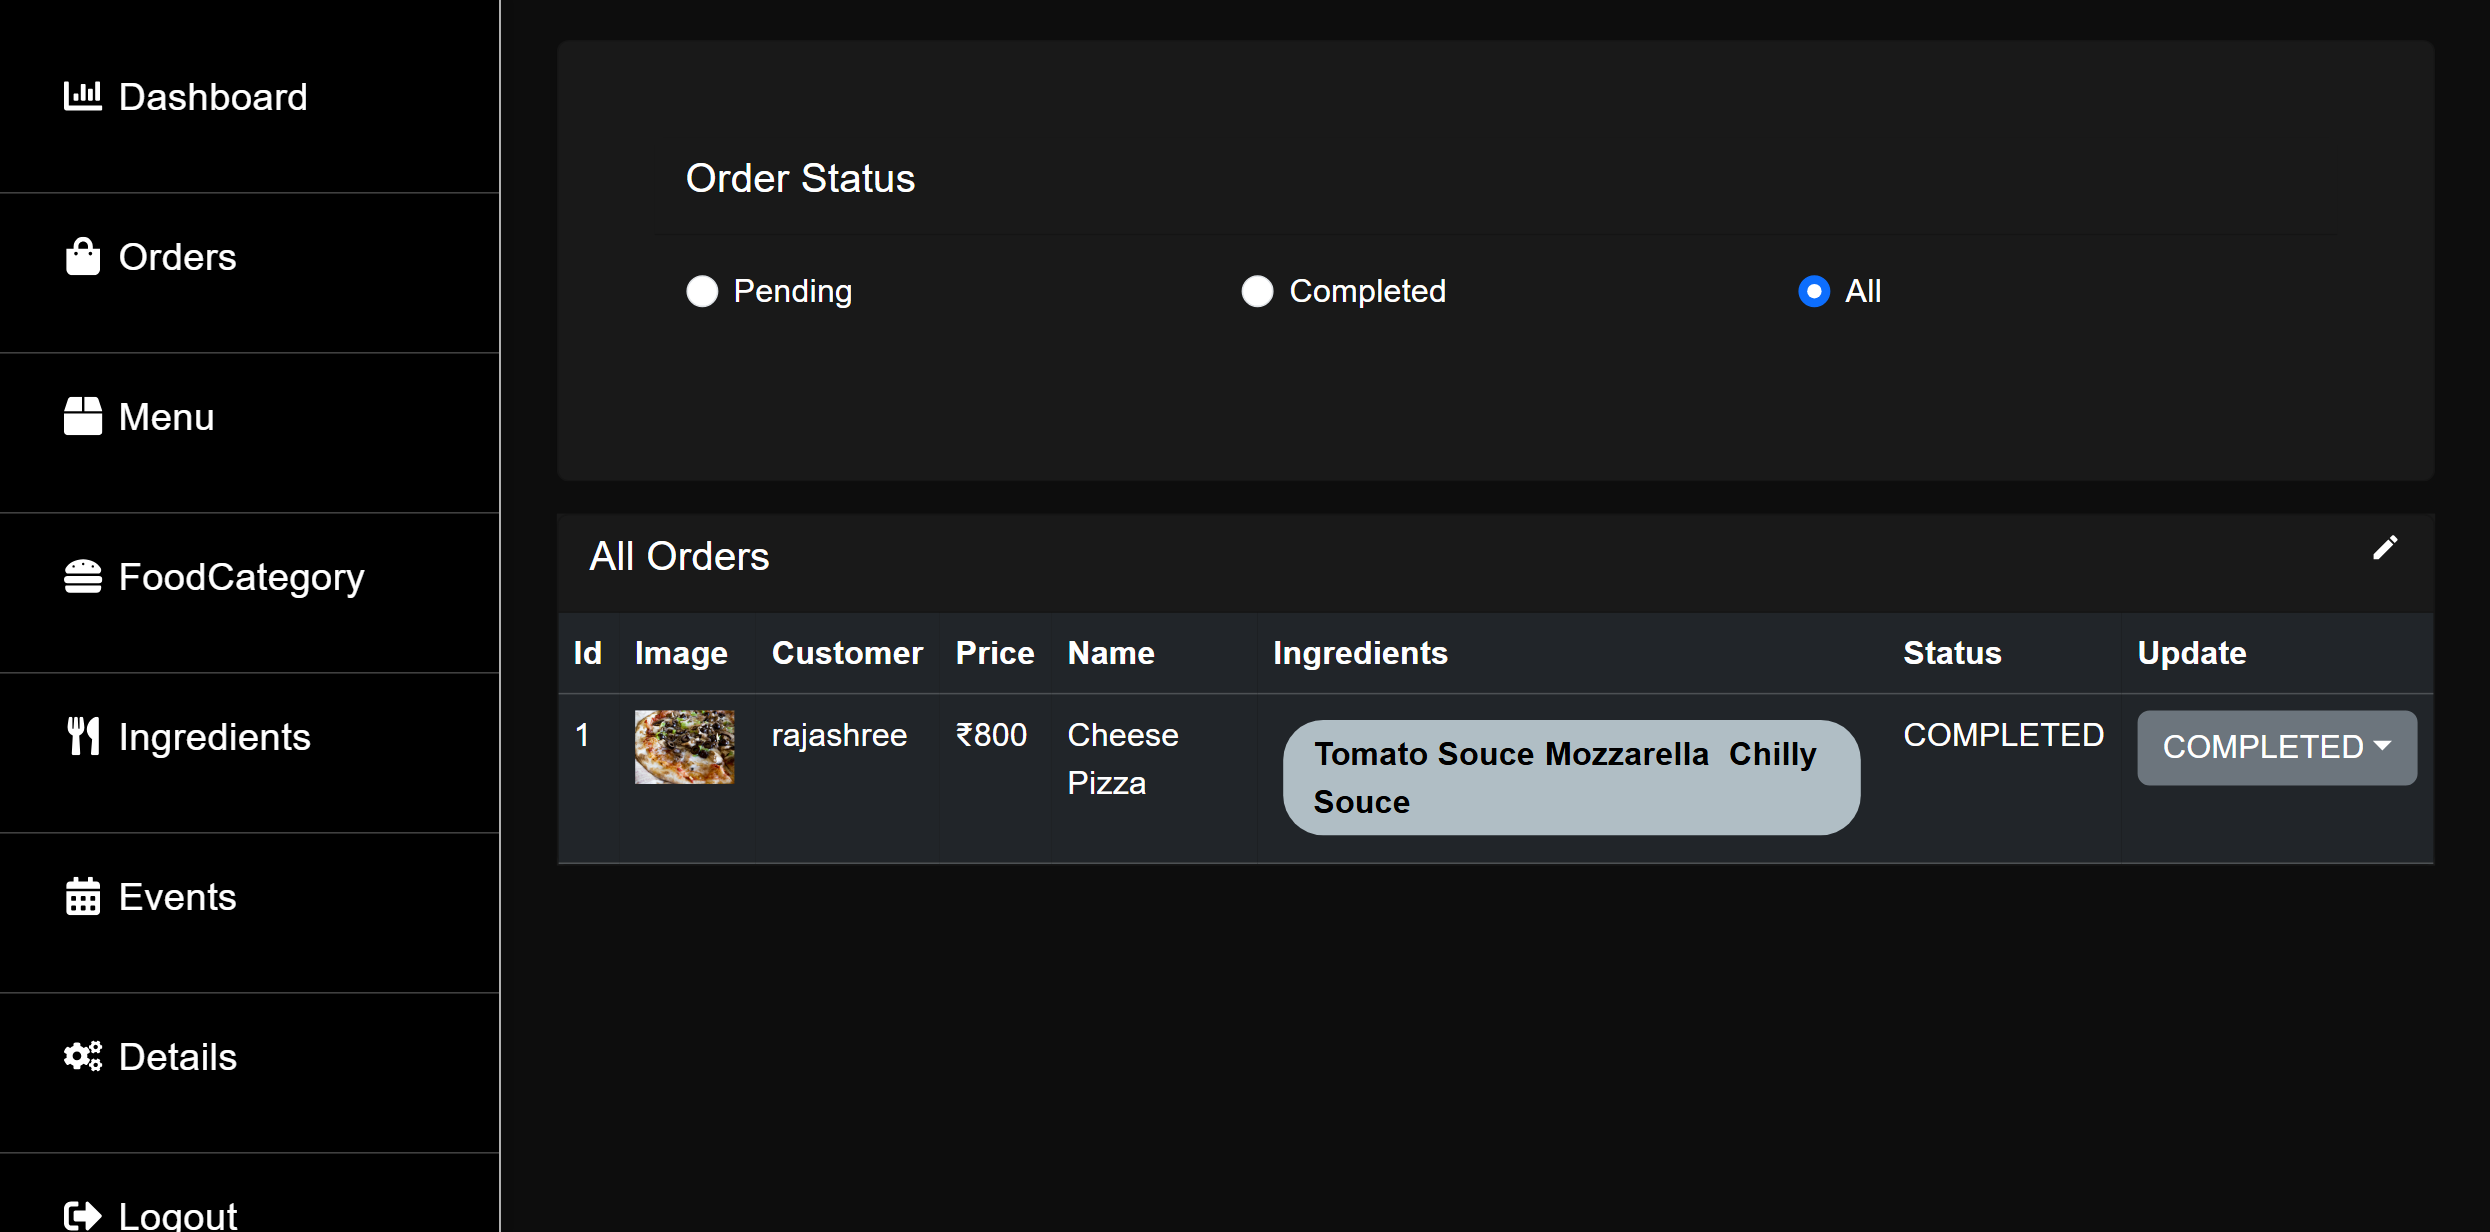 Dashboard
Orders
Menu
FoodCategory
Ingredients
Events
Details
Logout
Order Status
Pending
Completed
All
All Orders
Id Image Customer Price Name Ingredients Status Update
1 rajashree ₹800 Cheese Pizza Tomato Souce Mozzarella Chilly Souce COMPLETED COMPLETED